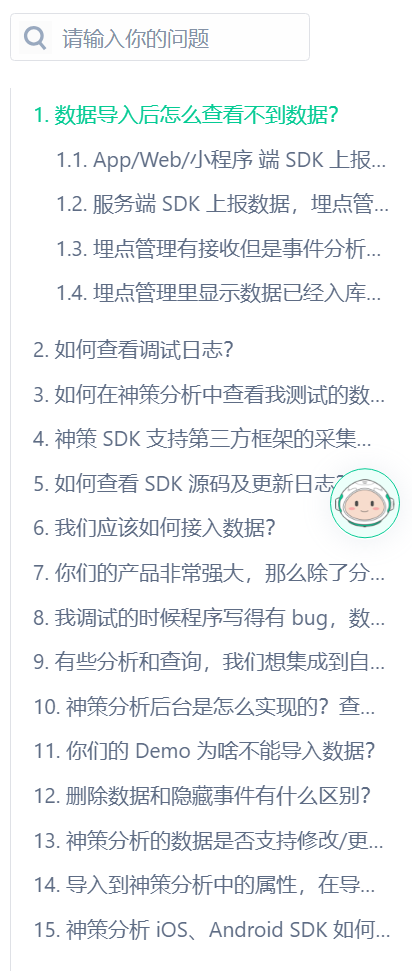 请输入你的问题
1. 数据导入后怎么查看不到数据？
1.1. App/Web/小程序 端 SDK 上报...
1.2. 服务端 SDK 上报数据，埋点管...
1.3. 埋点管理有接收但是事件分析...
1.4. 埋点管理里显示数据已经入库...
2. 如何查看调试日志？
3. 如何在神策分析中查看我测试的数...
4. 神策 SDK 支持第三方框架的采集...
5. 如何查看 SDK 源码及更新日志？
6. 我们应该如何接入数据？
7. 你们的产品非常强大，那么除了分...
8. 我调试的时候程序写得有 bug，数...
9. 有些分析和查询，我们想集成到自...
10. 神策分析后台是怎么实现的？查...
11. 你们的 Demo 为啥不能导入数据？
12. 删除数据和隐藏事件有什么区别？
13. 神策分析的数据是否支持修改/更...
14. 导入到神策分析中的属性，在导...
15. 神策分析 iOS、Android SDK 如何...